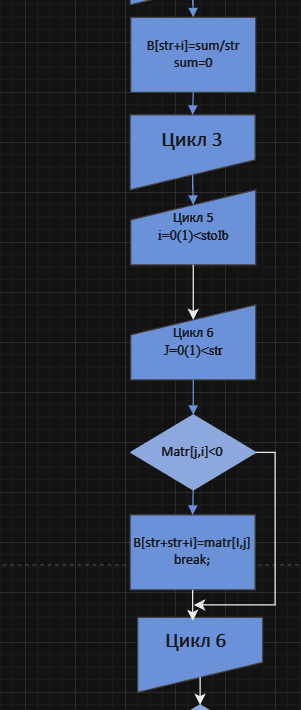 B[str+i]=sum/str
sum=0
Цикл 3
Цикл 5
i=0(1)<stolb
Цикл 6
J=0(1)<str
Matr[j,i]<0
B[str+str+i]=matr[I,j]
break;
Цикл 6